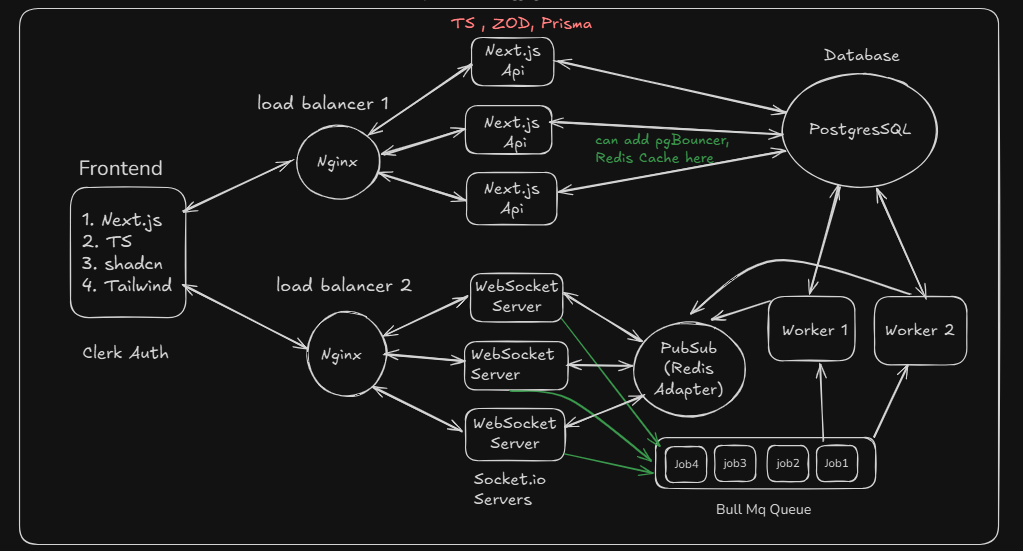 TS , ZOD, Prisma
Next.js
Api
Database
load balancer 1
Next.js
Api
PostgresSQL
can add pgBouncer,
Redis Cache here
Nginx
Frontend
Next.js
Api
1. Next.js
2. TS
3. shadcn
4. Tailwind
load balancer 2
WebSocket
Server
Nginx
WebSocket
Server
PubSub
(Redis
Adapter)
Worker 1
Worker 2
Clerk Auth
WebSocket
Server
Job4
job3
job2
Job1
Socket.io
Servers
Bull Mq Queue